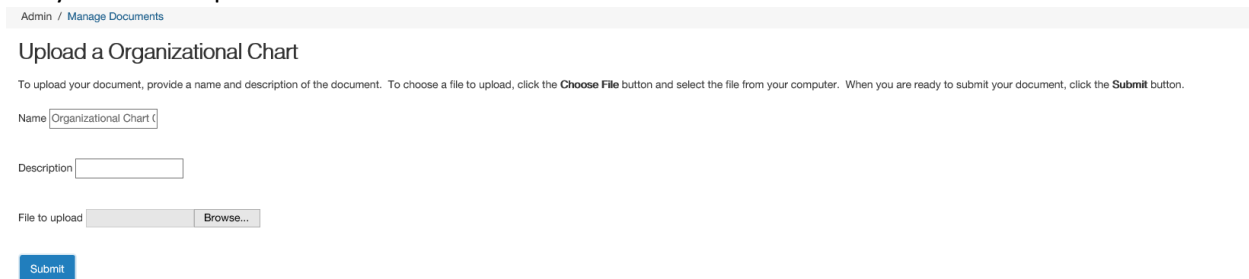 Admin / Manage Documents
Upload a Organizational Chart
To upload your document, provide a name and description of the document. To choose a file to upload, click the Choose File button and select the file from your computer. When you are ready to submit your document, click the Submit button.
Name Organizational Chart (
Description
File to upload Browse...
Submit